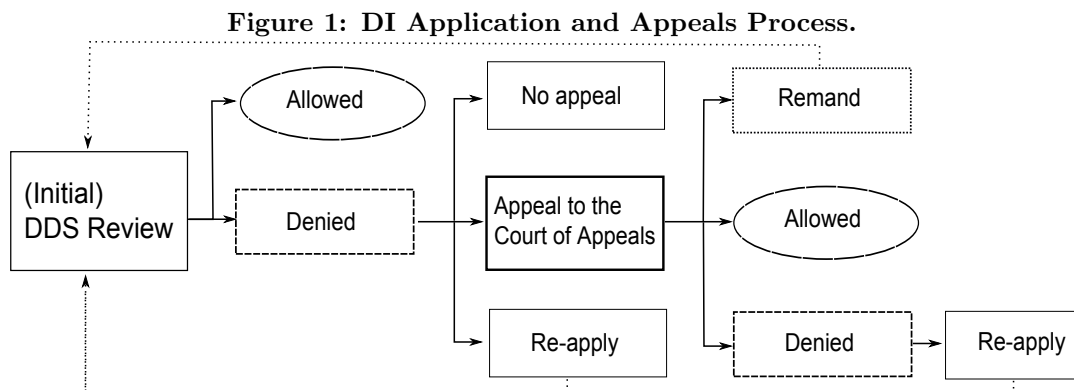 Figure 1: DI Application and Appeals Process.
Allowed
No appeal
Remand
(Initial)
DDS Review
Denied
Appeal to the
Court of Appeals
Allowed
Re-apply
Denied
Re-apply